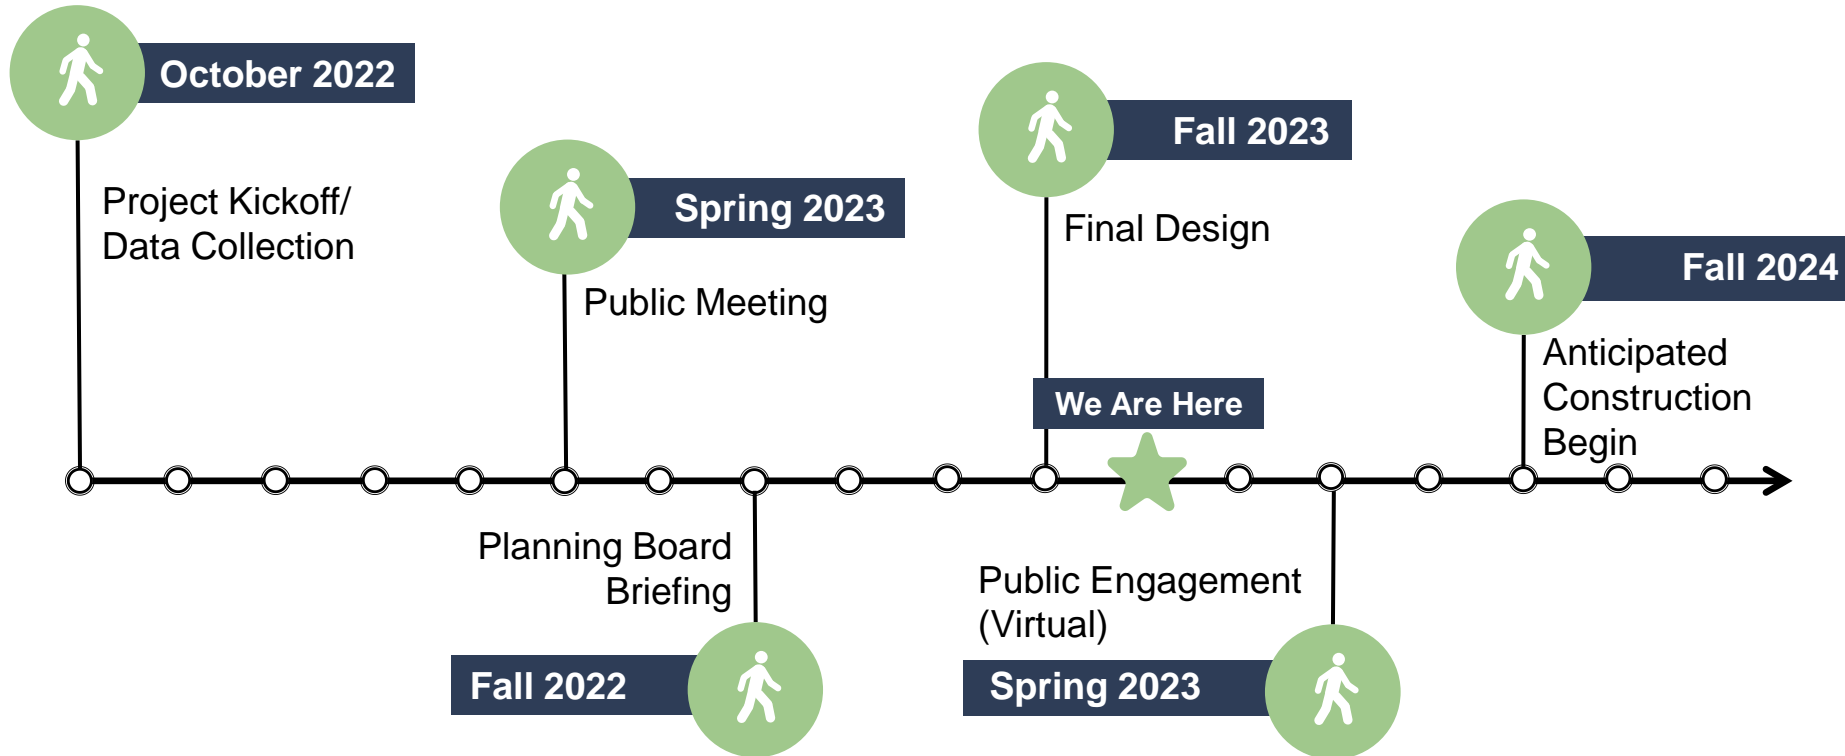 October 2022
Project Kickoff/
Data Collection
Spring 2023
Public Meeting
Planning Board
Briefing
Fall 2022
Fall 2023
Final Design
We Are Here
Public Engagement
(Virtual)
Spring 2023
Fall 2024
Anticipated
Construction
Begin